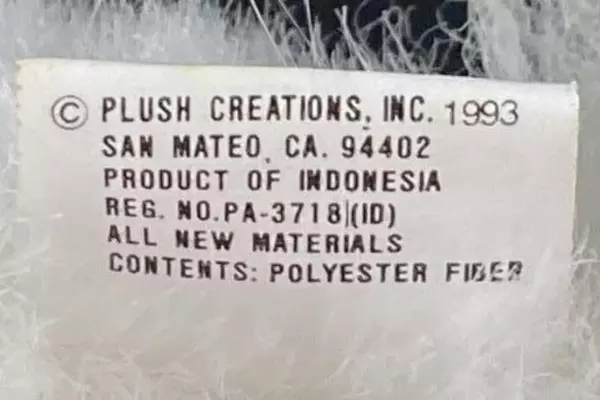 © PLUSH CREATIONS, INC. 1993
SAN MATEO, CA. 94402
PRODUCT OF INDONESIA
REG. NO.PA-3718 (ID)
ALL NEW MATERIALS
CONTENTS: POLYESTER FIBER